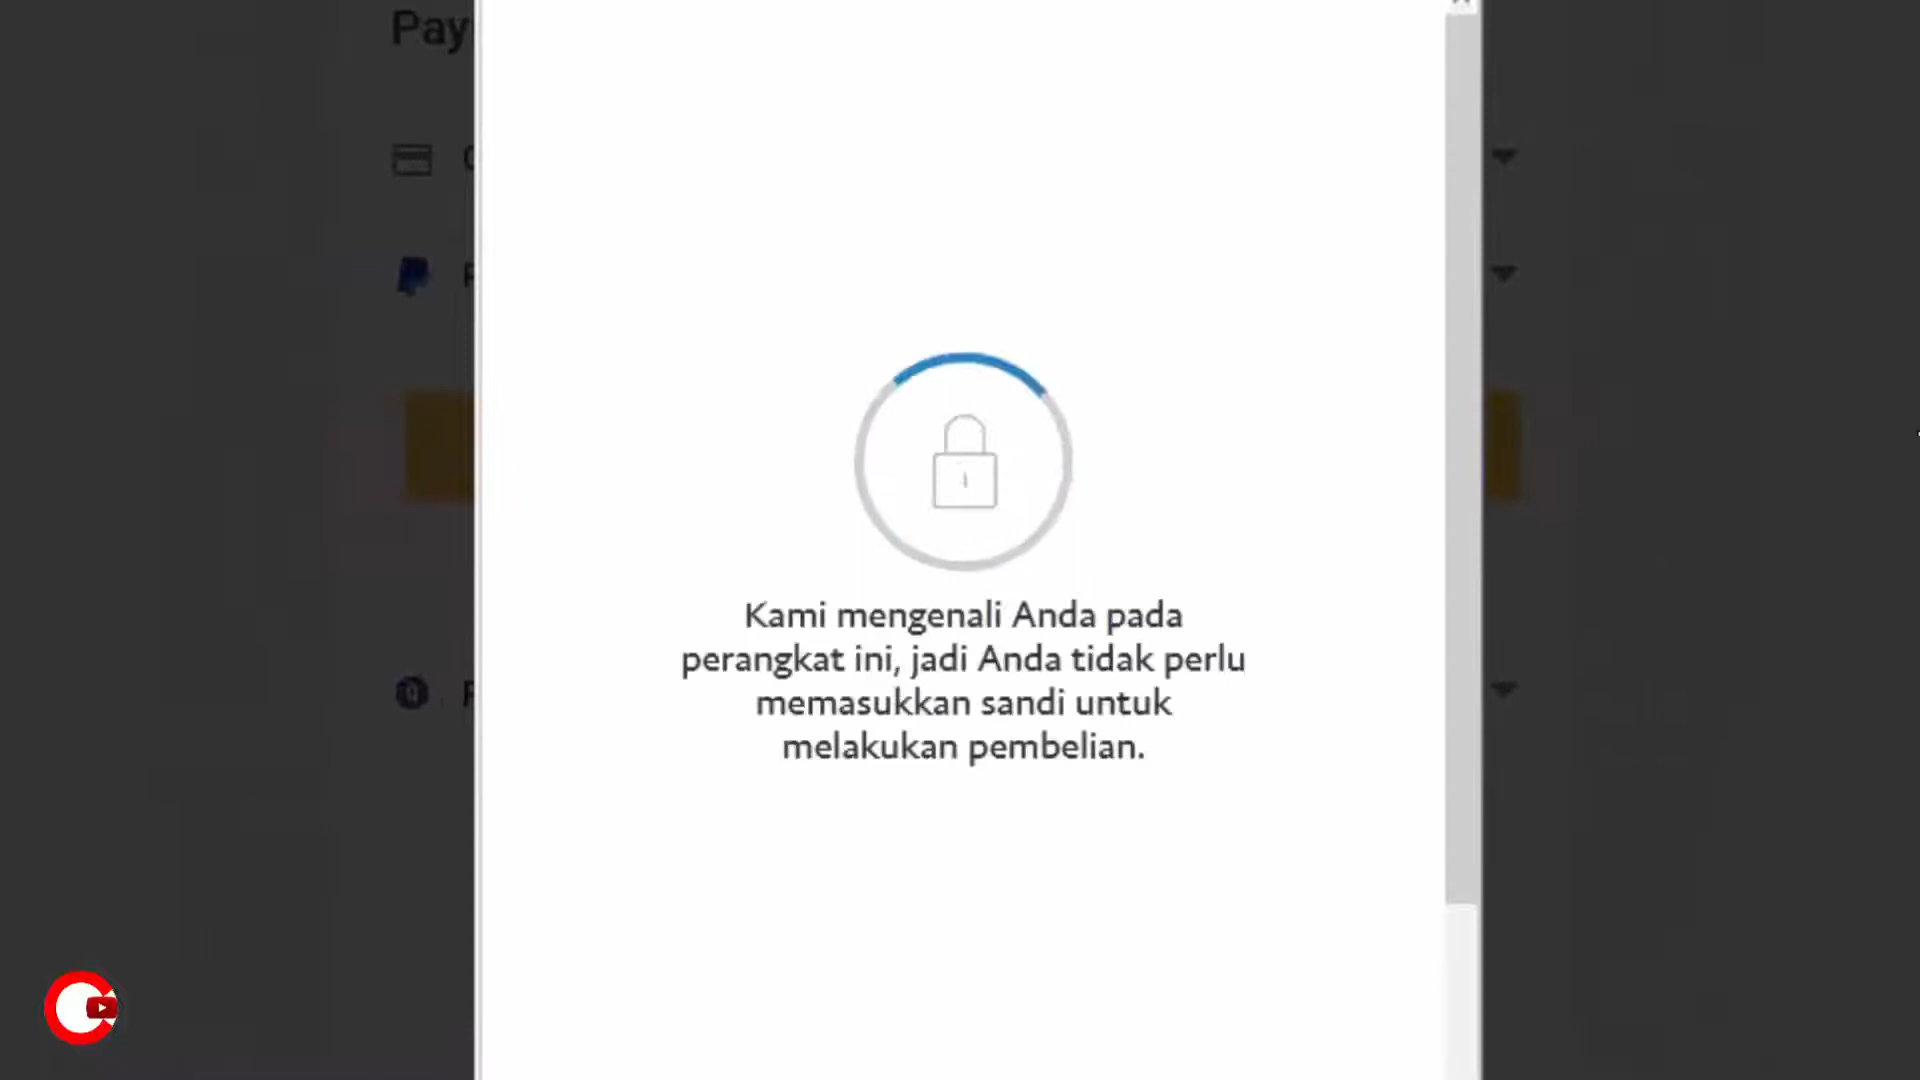 Pay
Kami mengenali Anda pada
perangkat ini, jadi Anda tidak perlu
memasukkan sandi untuk
melakukan pembelian.